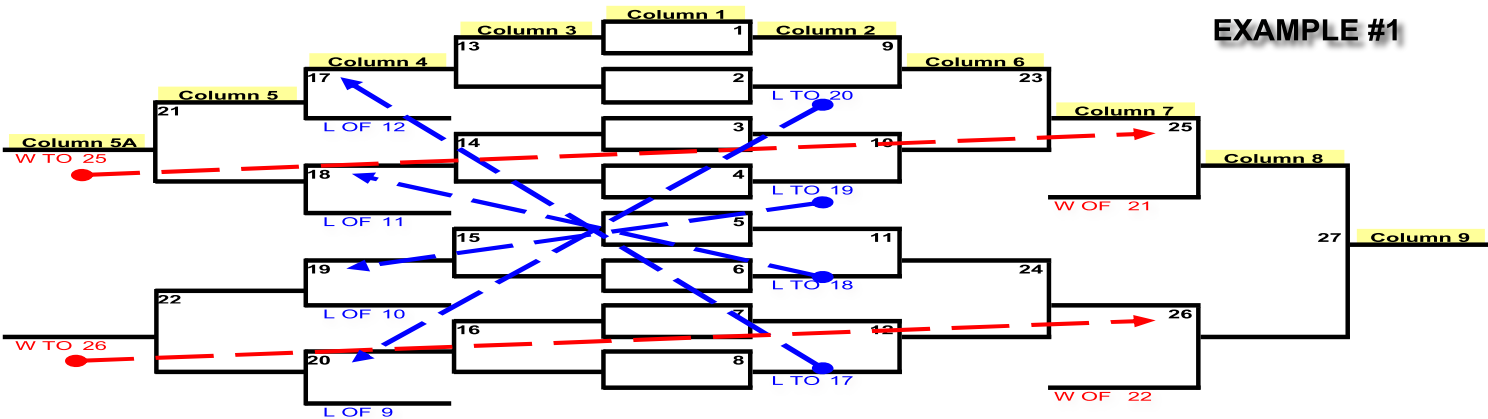 EXAMPLE #1
Column 1
Column 3
1
Column 2
13
9
Column 4
Column 6
17
2
23
Column 5
L TO 20
21
Column 7
L OF 12
3
25
Column 5A
14
10
W TO 25
Column 8
18
4
L TO 19
W OF 21
L OF 11
5
15
11
27
Column 9
19
6
24
L TO 18
22
L OF 10
7
26
16
12
W TO 26
20
8
L TO 17
W OF 22
L OF 9